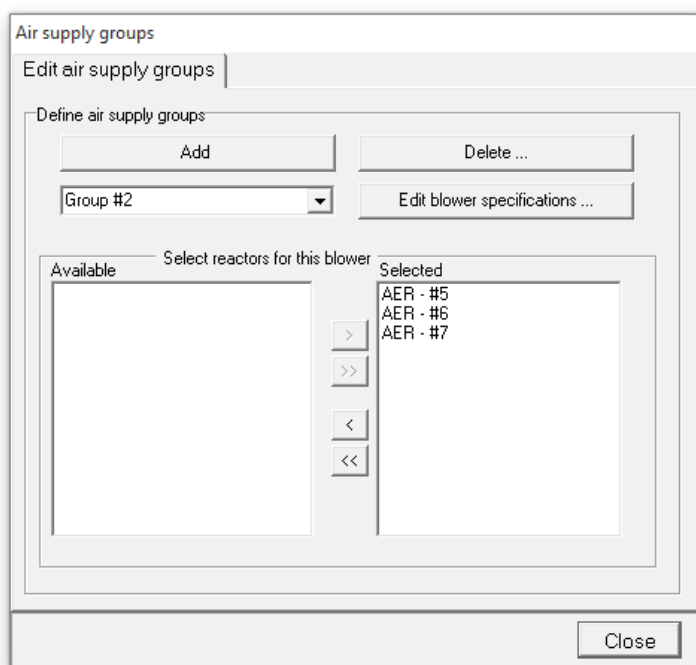 Air supply groups
Edit air supply groups
Define air supply groups
Add
Delete ...
Group #2
Edit blower specifications ...
Select reactors for this blower
Available
Selected
AER - #5
AER - #6
AER - #7
>
>>
<
<<
Close